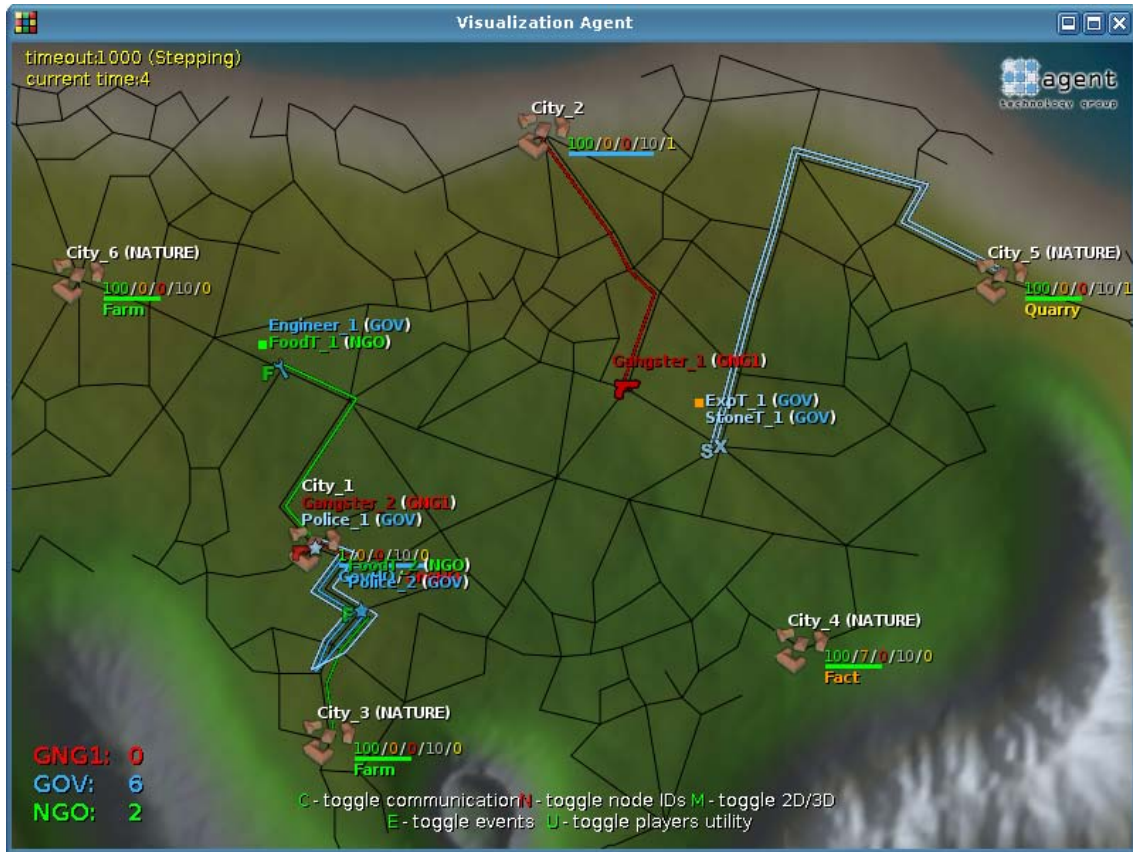 Visualization Agent
timeout:1000 (Stepping)
current time:4
agent
technology group
City_2
100/0/0/10/1
City_6 (NATURE)
100/0/0/10/0
Farm
City_5 (NATURE)
100/0/0/10/1
Quarry
Engineer_1 (GOV)
FoodT_1 (NGO)
F
Gangster_1 (GNG1)
ExpT_1 (GOV)
StoneT_1 (GOV)
S
City_1
Gangster_2 (GNG1)
Police_1 (GOV)
FoodT_2 (NGO)
Police_2 (GOV)
F
City_4 (NATURE)
100/7/0/10/0
Fact
City_3 (NATURE)
100/0/0/10/0
Farm
GNG1: 0
GOV: 6
NGO: 2
C - toggle communication N - toggle node IDs M - toggle 2D/3D
E - toggle events U - toggle players utility